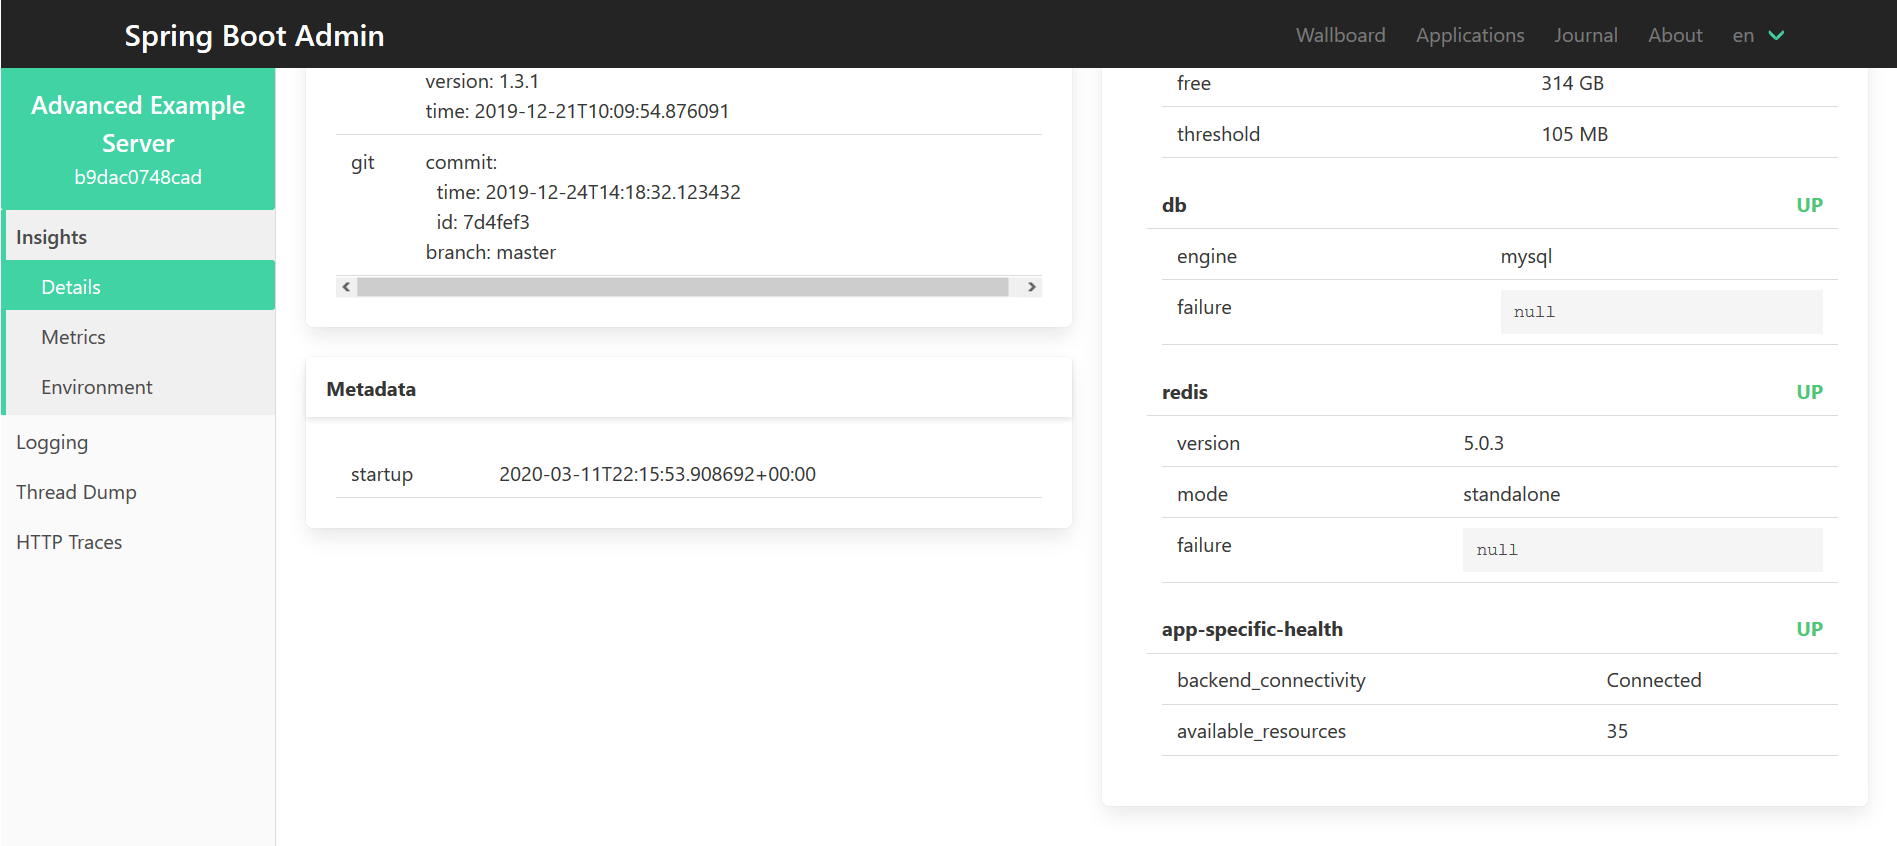 Spring Boot Admin
Wallboard Applications Journal About en
Advanced Example
Server
b9dac0748cad
Insights
Details
Metrics
Environment
Logging
Thread Dump
HTTP Traces
version: 1.3.1
time: 2019-12-21T10:09:54.876091
git commit:
time: 2019-12-24T14:18:32.123432
id: 7d4fef3
branch: master
Metadata
startup 2020-03-11T22:15:53.908692+00:00
free 314 GB
threshold 105 MB
db UP
engine mysql
failure null
redis UP
version 5.0.3
mode standalone
failure null
app-specific-health UP
backend_connectivity Connected
available_resources 35